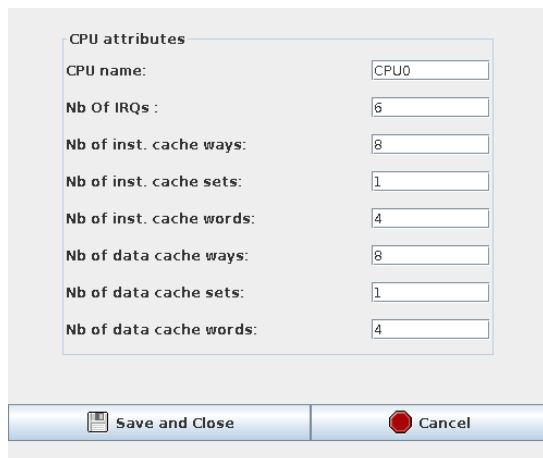 CPU attributes
CPU name: CPU0
Nb Of IRQs : 6
Nb of inst. cache ways: 8
Nb of inst. cache sets: 1
Nb of inst. cache words: 4
Nb of data cache ways: 8
Nb of data cache sets: 1
Nb of data cache words: 4
Save and Close Cancel